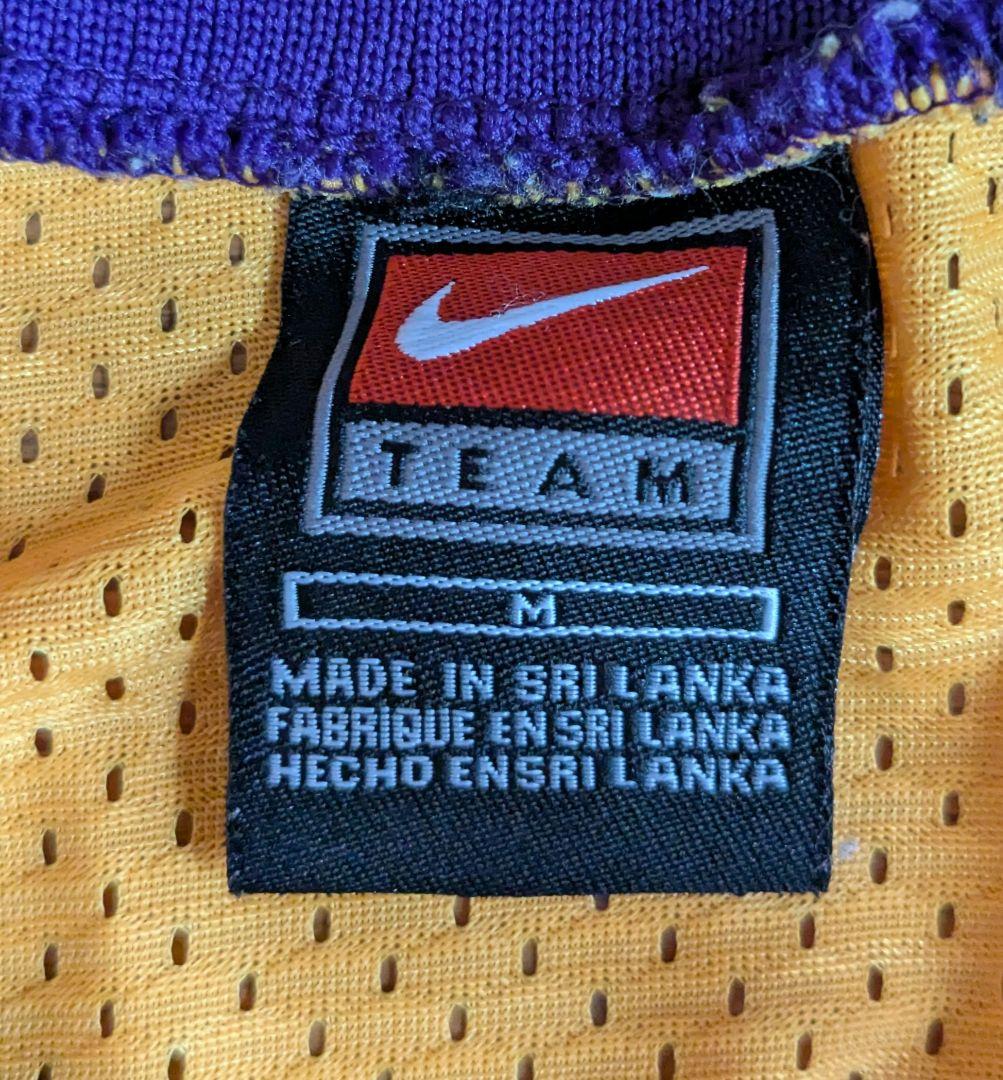 TEAM
M
MADE IN SRI LANKA
FABRIQUE EN SRI LANKA
HECHO EN SRI LANKA